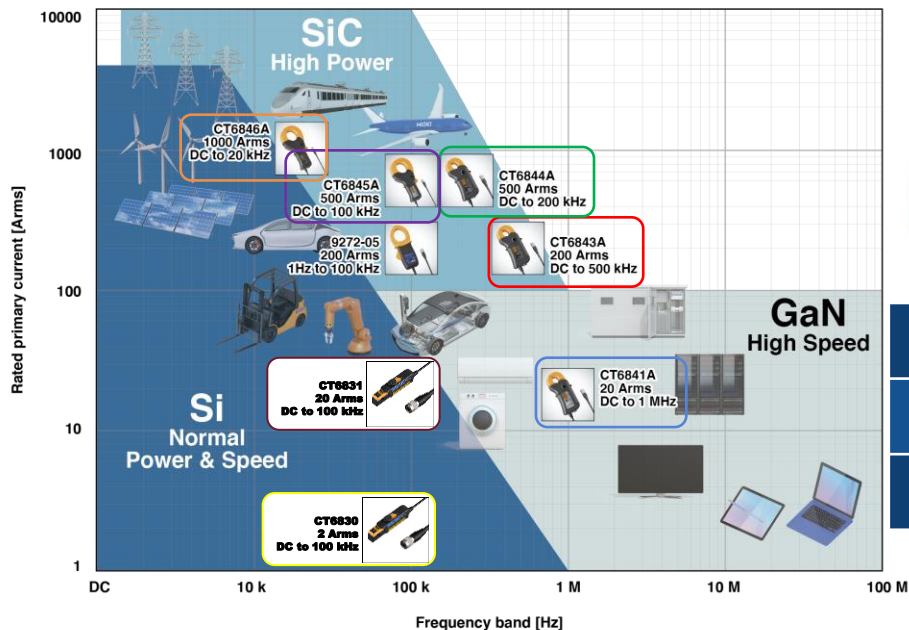 10000
1000
100
10
1
Rated primary current [Arms]
SiC
High Power
HIOKI
CT6846A
1000 Arms
DC to 20 kHz
CT6845A
500 Arms
DC to 100 kHz
CT6844A
500 Arms
DC to 200 kHz
9272-05
200 Arms
1Hz to 100 kHz
CT6843A
200 Arms
DC to 500 kHz
GaN
High Speed
CT6831
20 Arms
DC to 100 kHz
CT6841A
20 Arms
DC to 1 MHz
Si
Normal
Power & Speed
CT6830
2 Arms
DC to 100 kHz
DC
10 k
100 k
1 M
10 M
100 M
Frequency band [Hz]